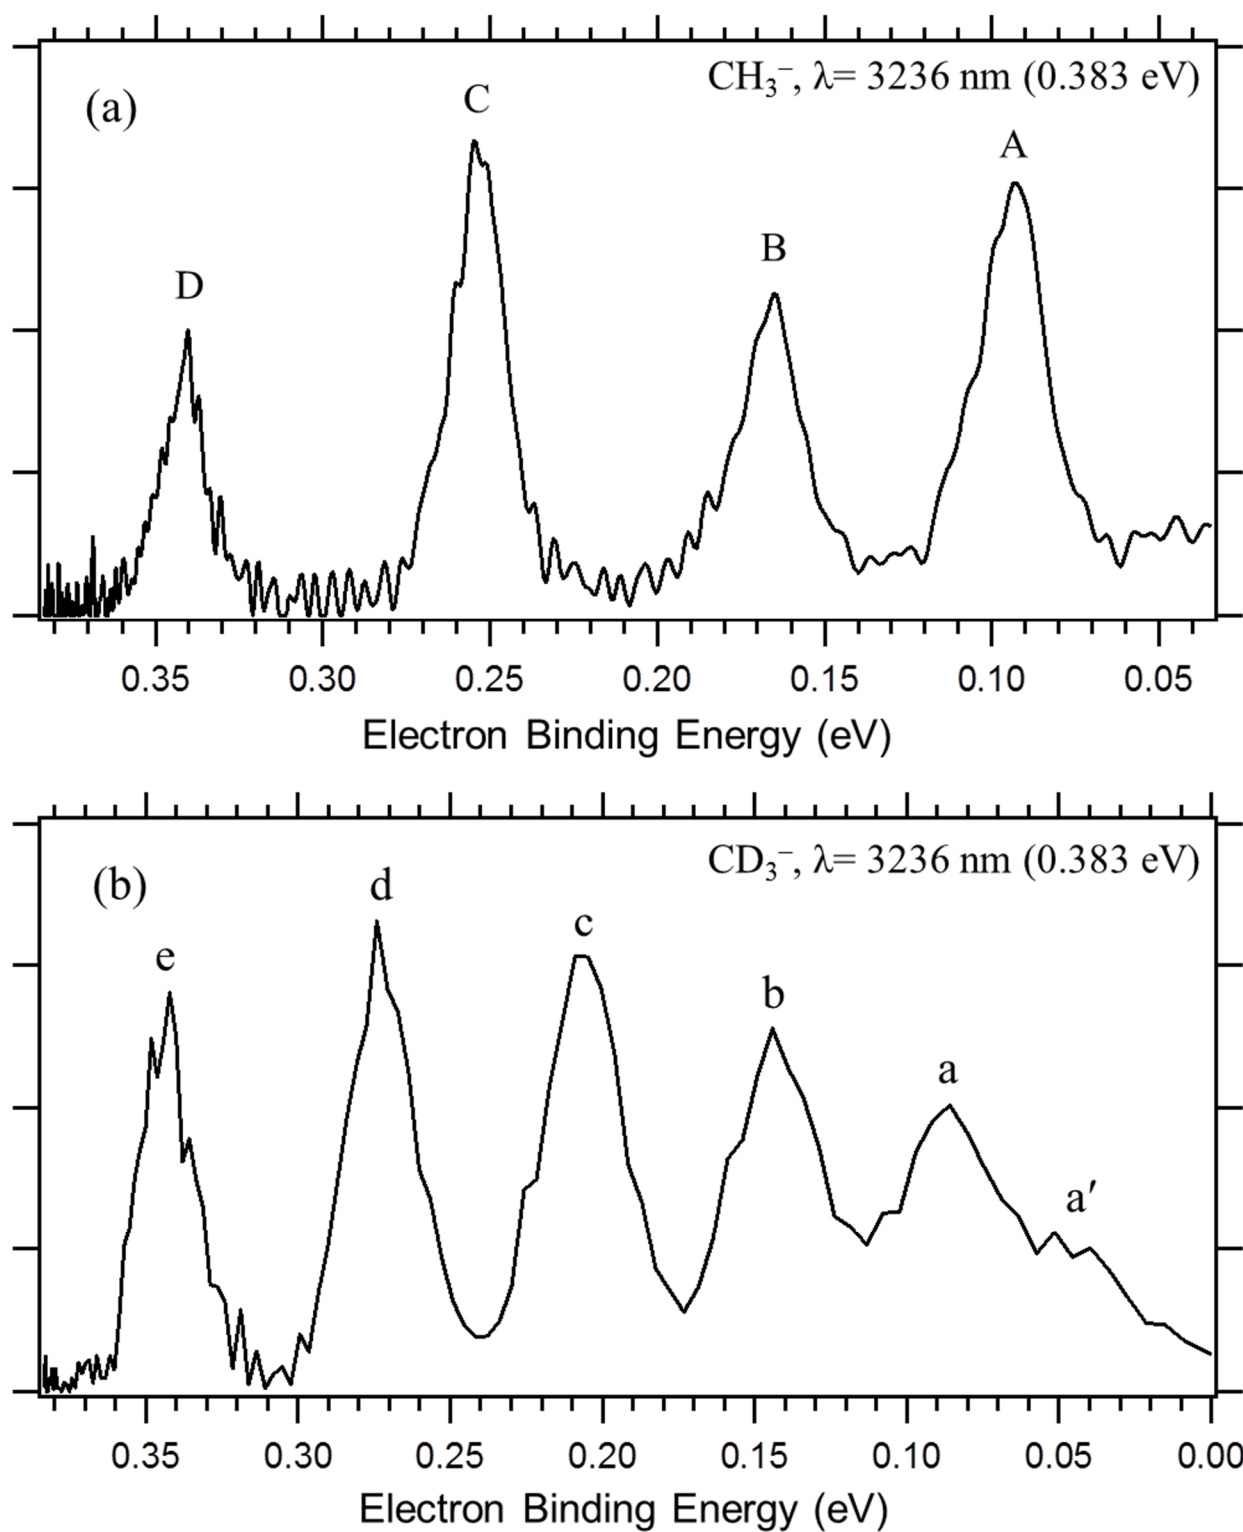 CH₃⁻, λ= 3236 nm (0.383 eV)
(a)
C
A
B
D
0.35 0.30 0.25 0.20 0.15 0.10 0.05
Electron Binding Energy (eV)
CD₃⁻, λ= 3236 nm (0.383 eV)
(b)
d
c
e
b
a
a′
0.35 0.30 0.25 0.20 0.15 0.10 0.05 0.00
Electron Binding Energy (eV)